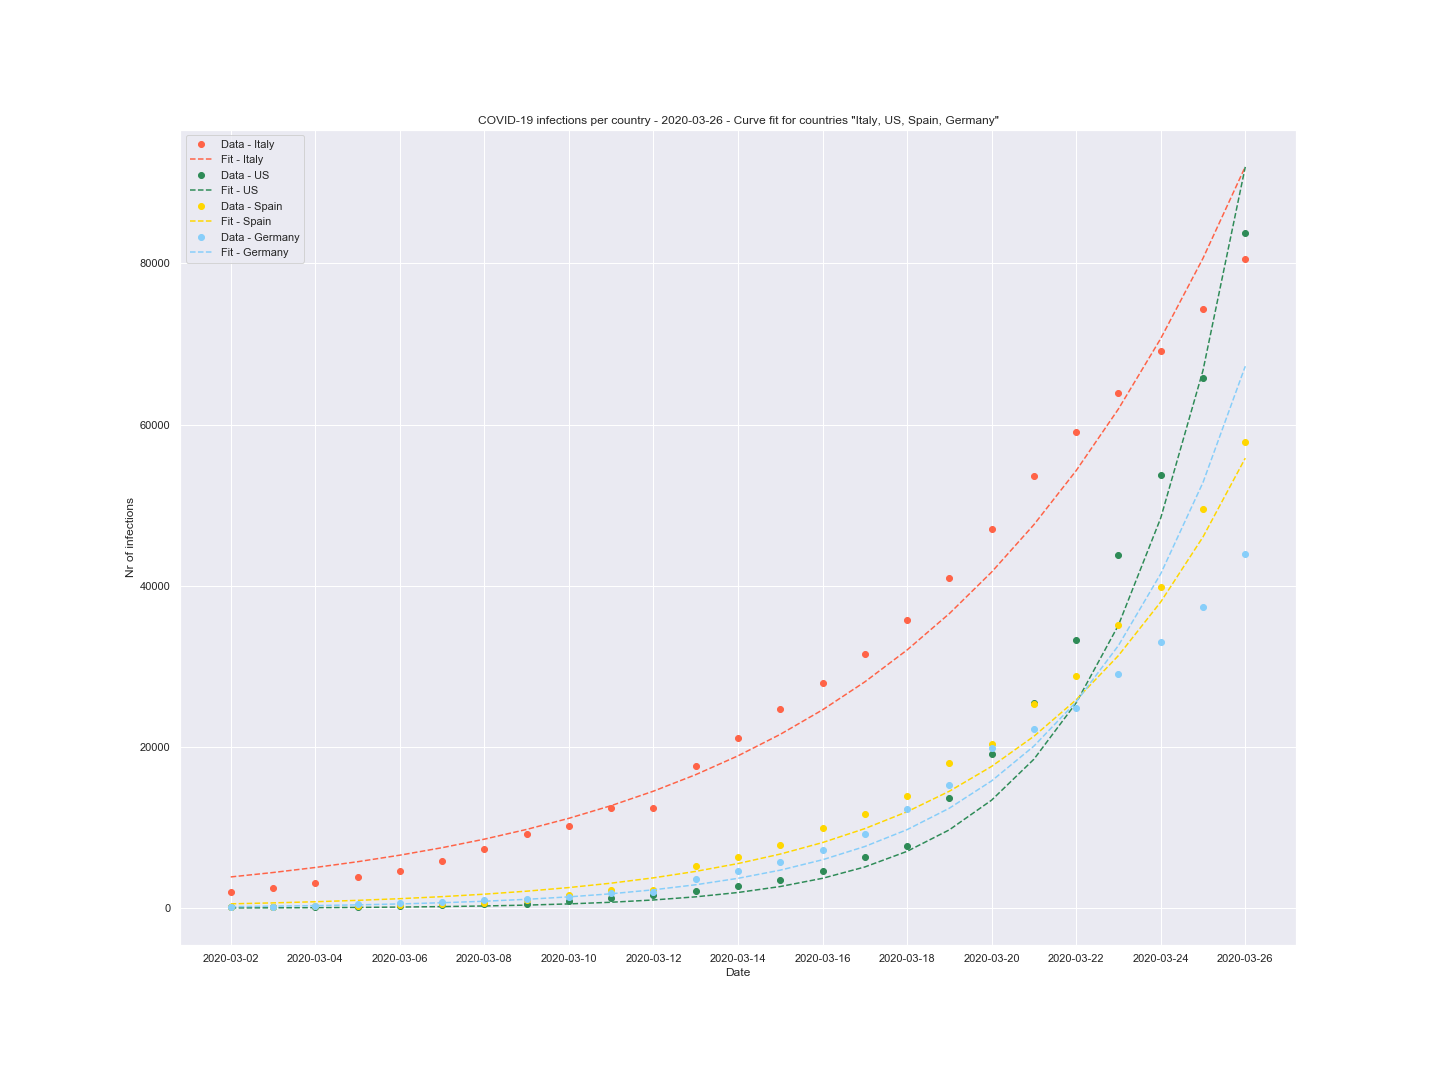 COVID-19 infections per country - 2020-03-26 - Curve fit for countries "Italy, US, Spain, Germany"
Data - Italy
Fit - Italy
Data - US
Fit - US
Data - Spain
Fit - Spain
Data - Germany
Fit - Germany
80000
60000
40000
20000
0
Nr of infections
2020-03-02 2020-03-04 2020-03-06 2020-03-08 2020-03-10 2020-03-12 2020-03-14 2020-03-16 2020-03-18 2020-03-20 2020-03-22 2020-03-24 2020-03-26
Date